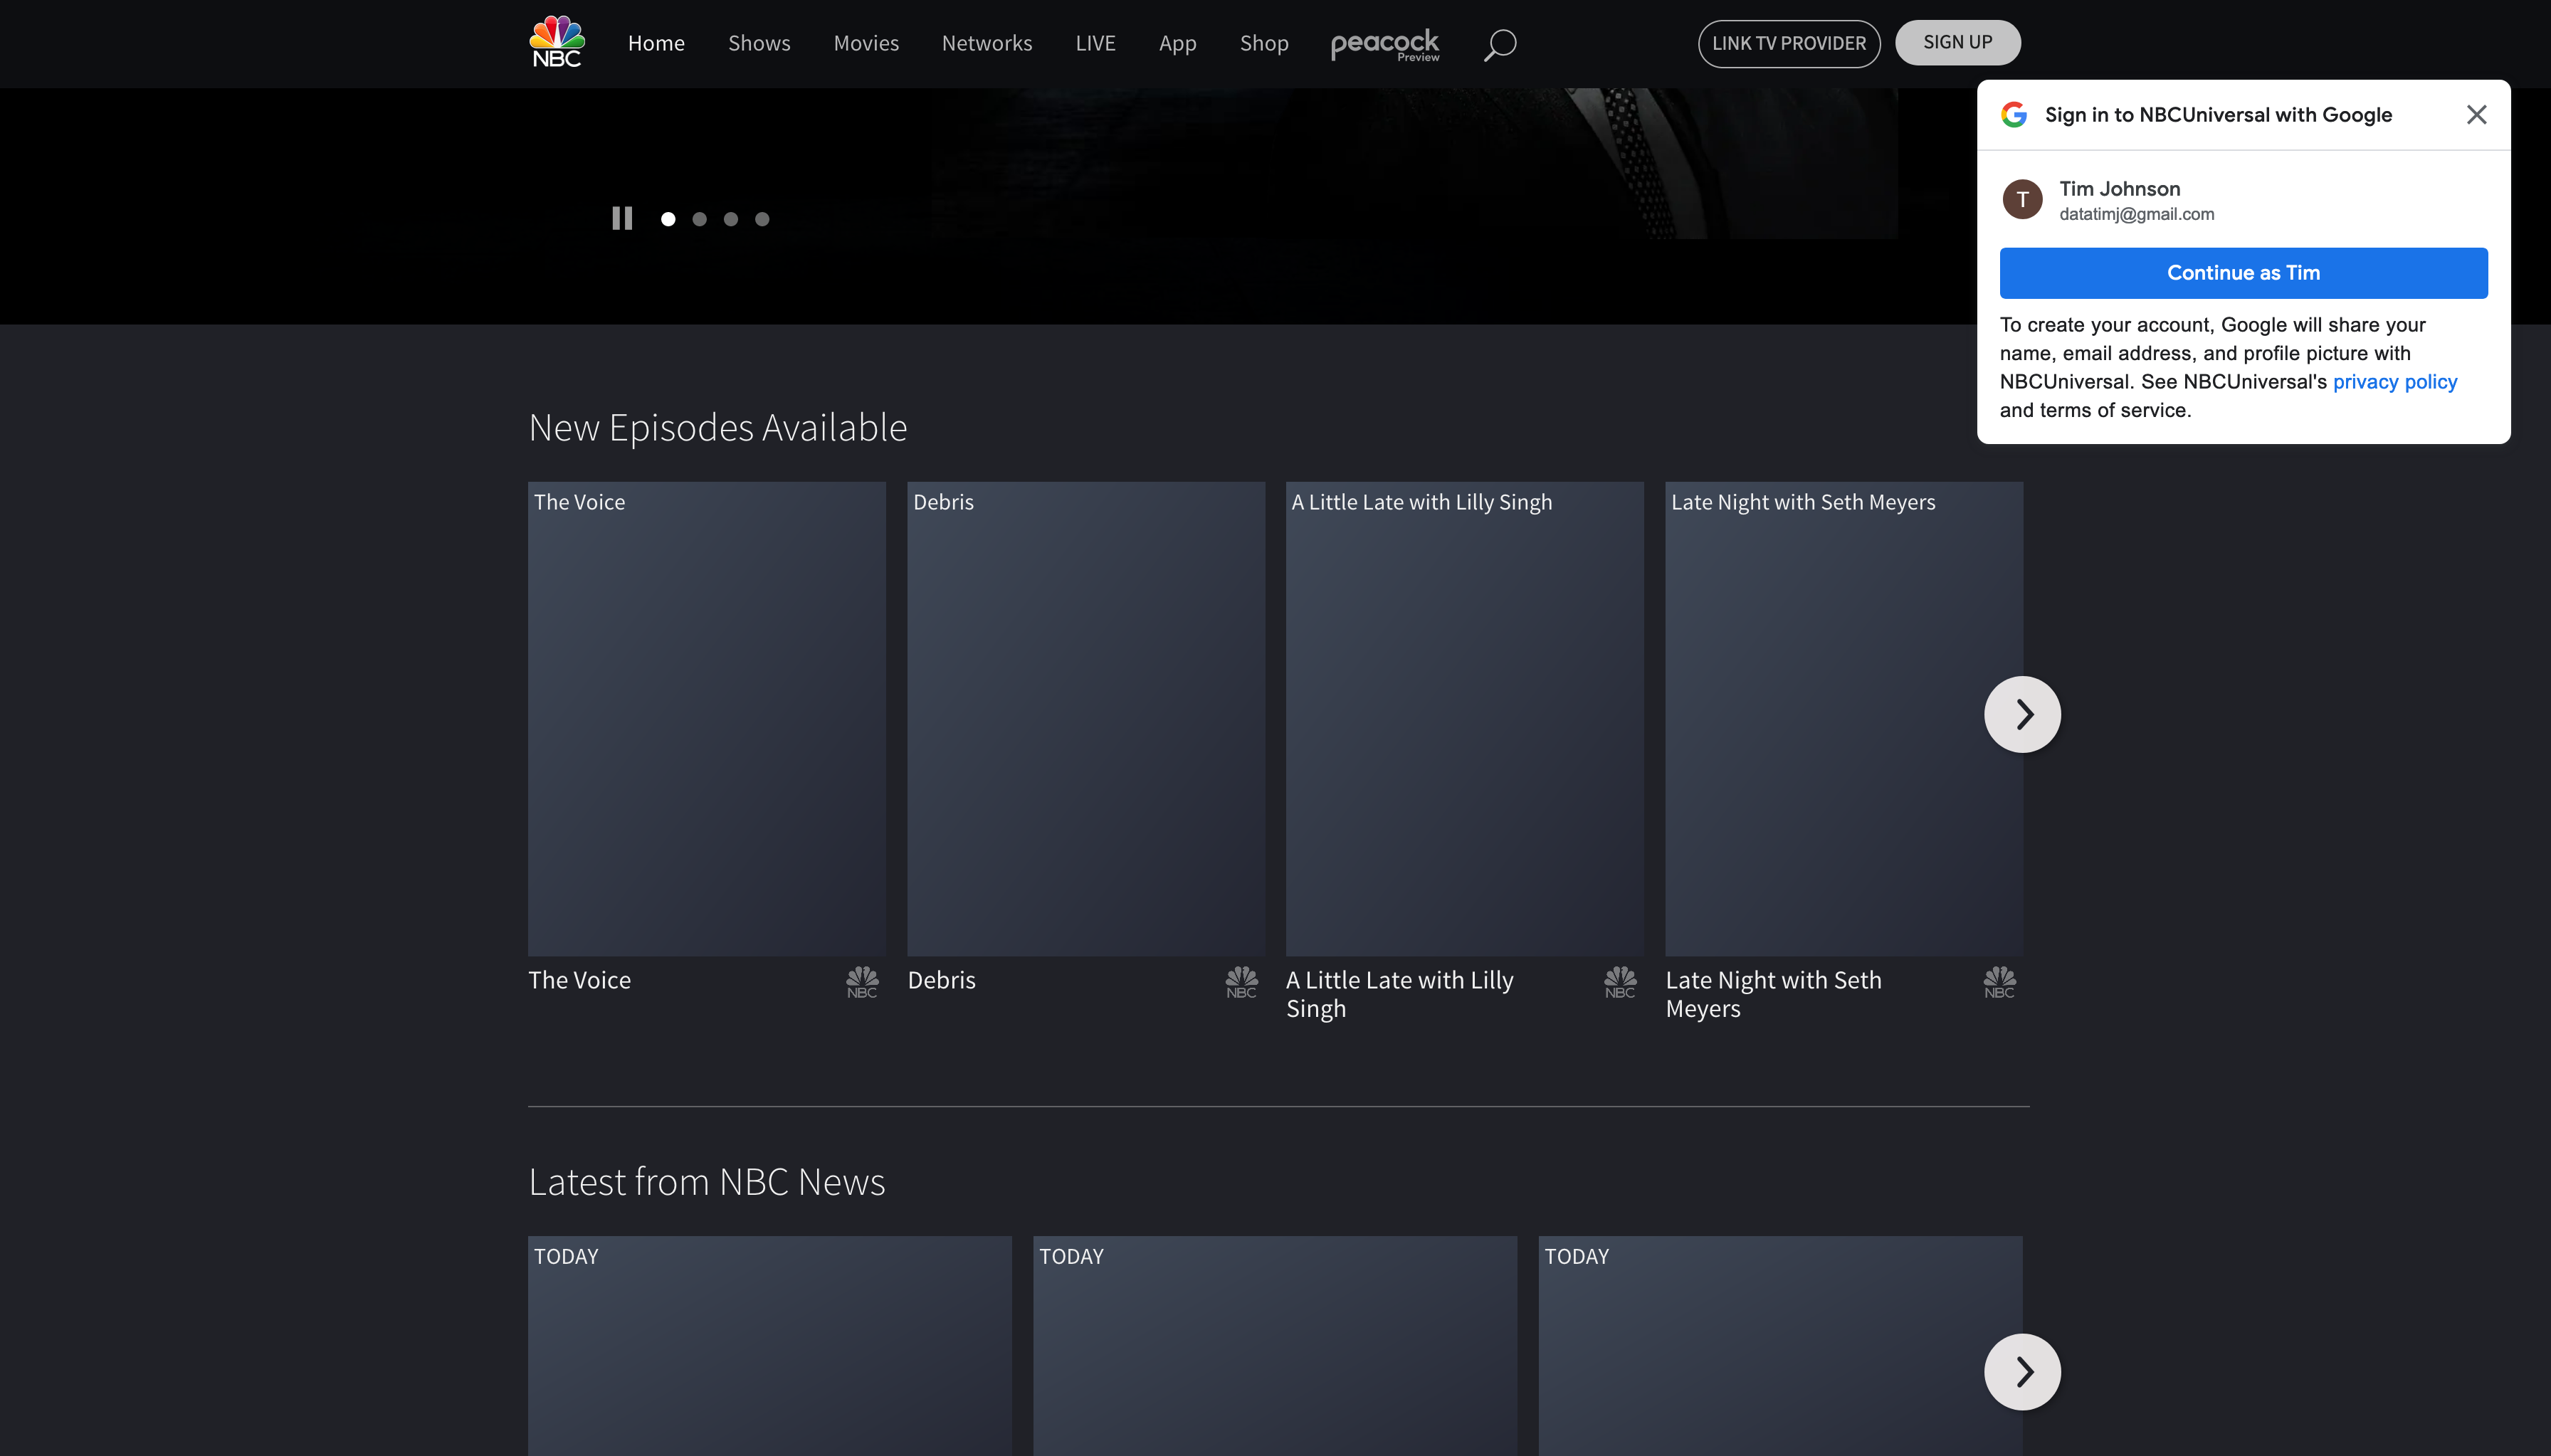 NBC
Home
Shows
Movies
Networks
LIVE
App
Shop
peacock
Preview
LINK TV PROVIDER
SIGN UP
Sign in to NBCUniversal with Google
T
Tim Johnson
datatimj@gmail.com
Continue as Tim
To create your account, Google will share your
name, email address, and profile picture with
NBCUniversal. See NBCUniversal's privacy policy
and terms of service.
New Episodes Available
The Voice
Debris
A Little Late with Lilly Singh
Late Night with Seth Meyers
The Voice
NBC
Debris
NBC
A Little Late with Lilly
Singh
NBC
Late Night with Seth
Meyers
NBC
Latest from NBC News
TODAY
TODAY
TODAY